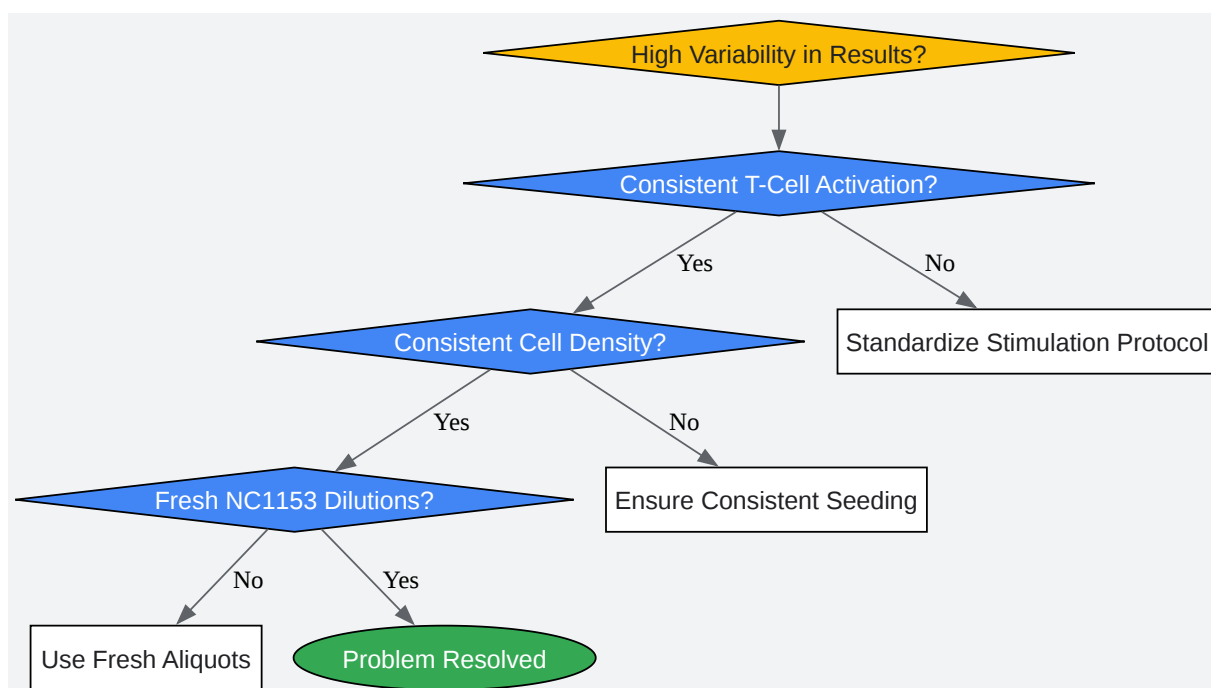 High Variability in Results?
Consistent T-Cell Activation?
Yes
No
Consistent Cell Density?
Standardize Stimulation Protocol
Yes
No
Fresh NC1153 Dilutions?
Ensure Consistent Seeding
No
Yes
Use Fresh Aliquots
Problem Resolved